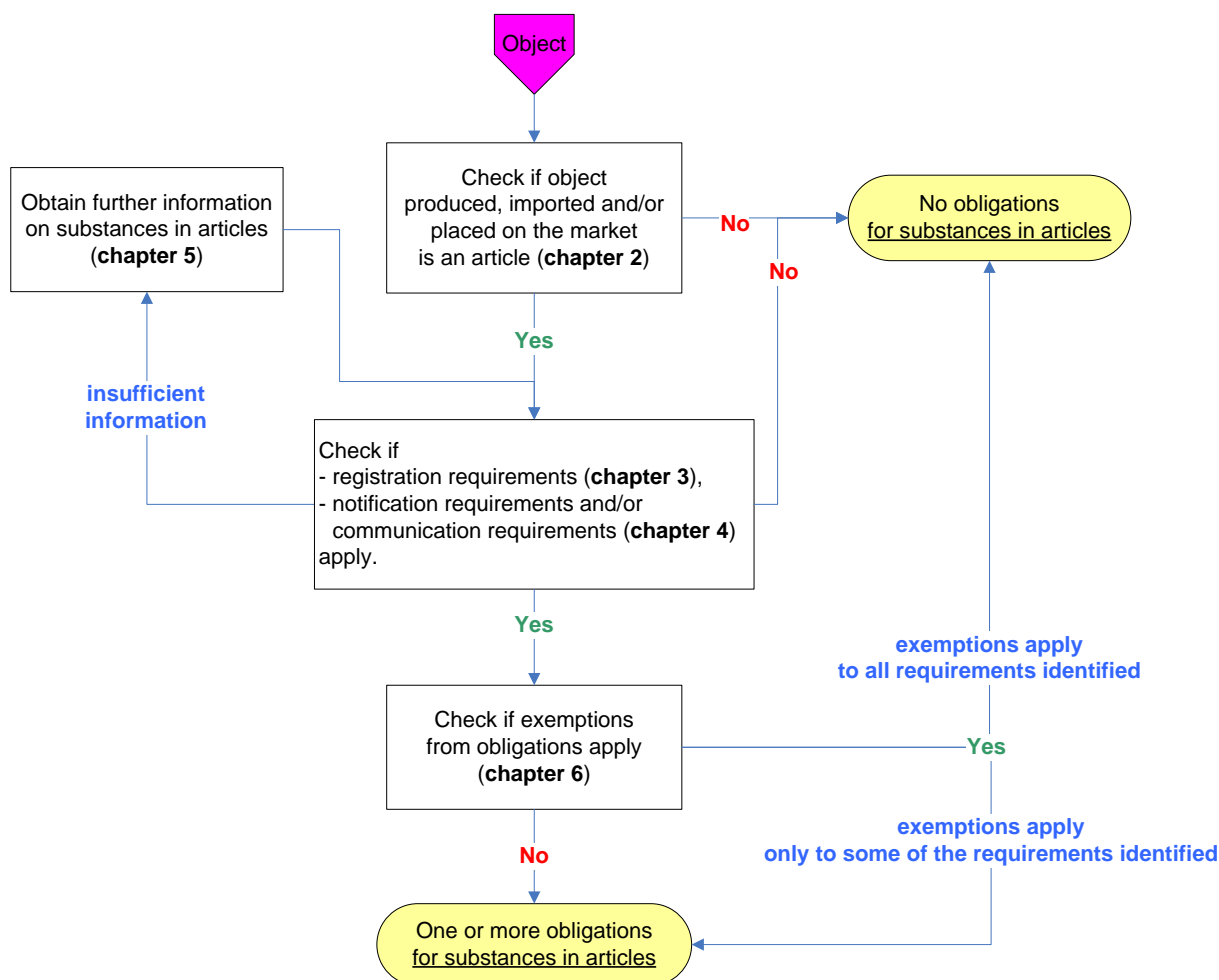 Object
Check if object
produced, imported and/or
placed on the market
is an article (chapter 2)
Obtain further information
on substances in articles
(chapter 5)
No obligations
for substances in articles
No
No
Yes
insufficient
information
Check if
- registration requirements (chapter 3),
- notification requirements and/or
communication requirements (chapter 4)
apply.
Yes
exemptions apply
to all requirements identified
Check if exemptions
from obligations apply
(chapter 6)
Yes
exemptions apply
only to some of the requirements identified
No
One or more obligations
for substances in articles